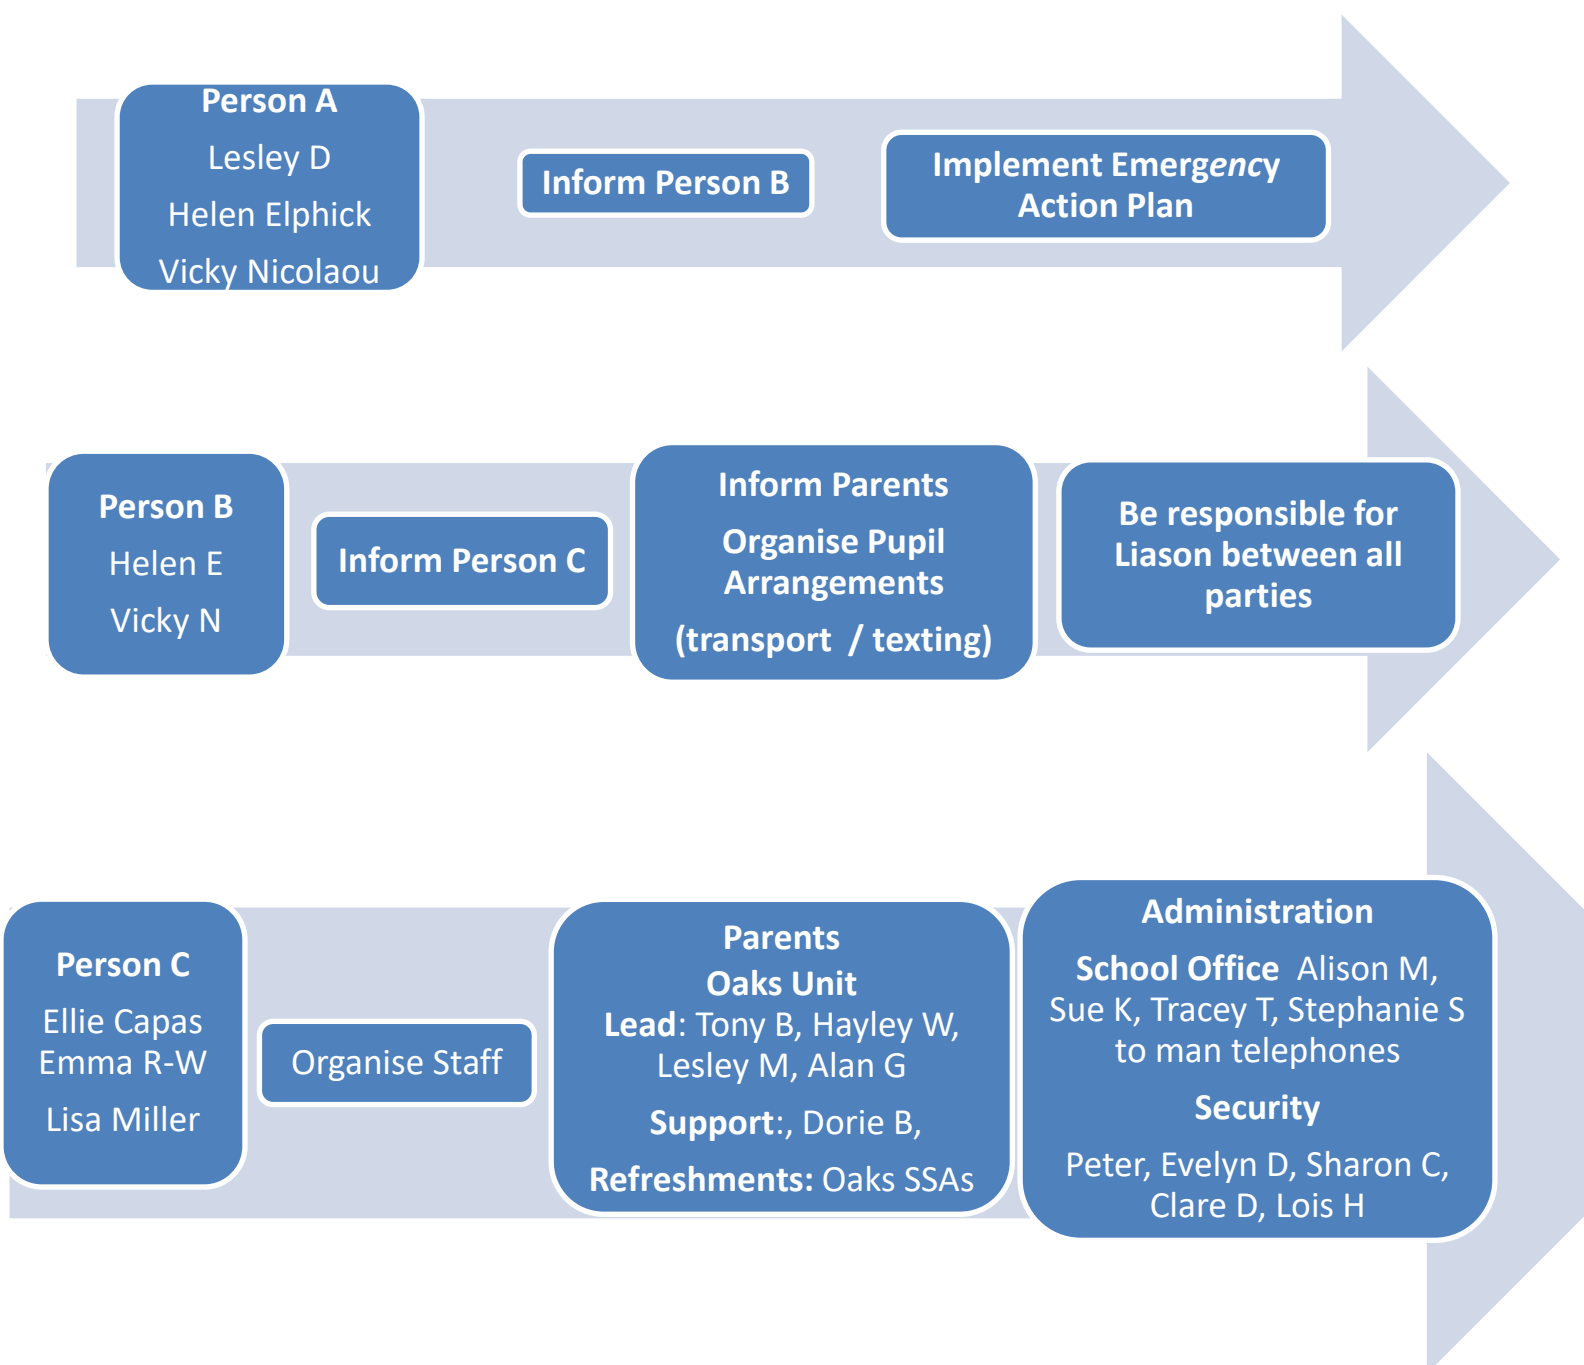 Person A
Lesley D
Helen Elphick
Vicky Nicolaou
Inform Person B
Implement Emergency
Action Plan
Person B
Helen E
Vicky N
Inform Person C
Inform Parents
Organise Pupil
Arrangements
(transport / texting)
Be responsible for
Liason between all
parties
Person C
Ellie Capas
Emma R-W
Lisa Miller
Organise Staff
Parents
Oaks Unit
Lead: Tony B, Hayley W,
Lesley M, Alan G
Support:, Dorie B,
Refreshments: Oaks SSAs
Administration
School Office Alison M,
Sue K, Tracey T, Stephanie S
to man telephones
Security
Peter, Evelyn D, Sharon C,
Clare D, Lois H